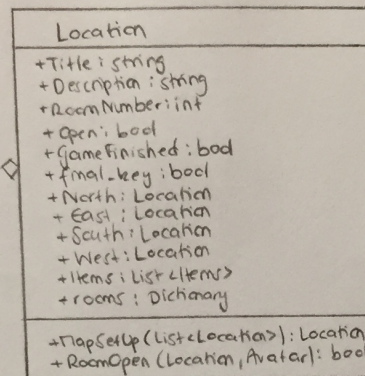 Location
+Title : string
+Description : string
+RoomNumber : int
+Open : bool
+GameFinished : bool
+final_key : bool
+North : Location
+East : Location
+South : Location
+West : Location
+Items : List <Items>
+rooms : Dictionary
+MapSetUp (List<Location>) : Location
+RoomOpen (Location, Avatar) : bool